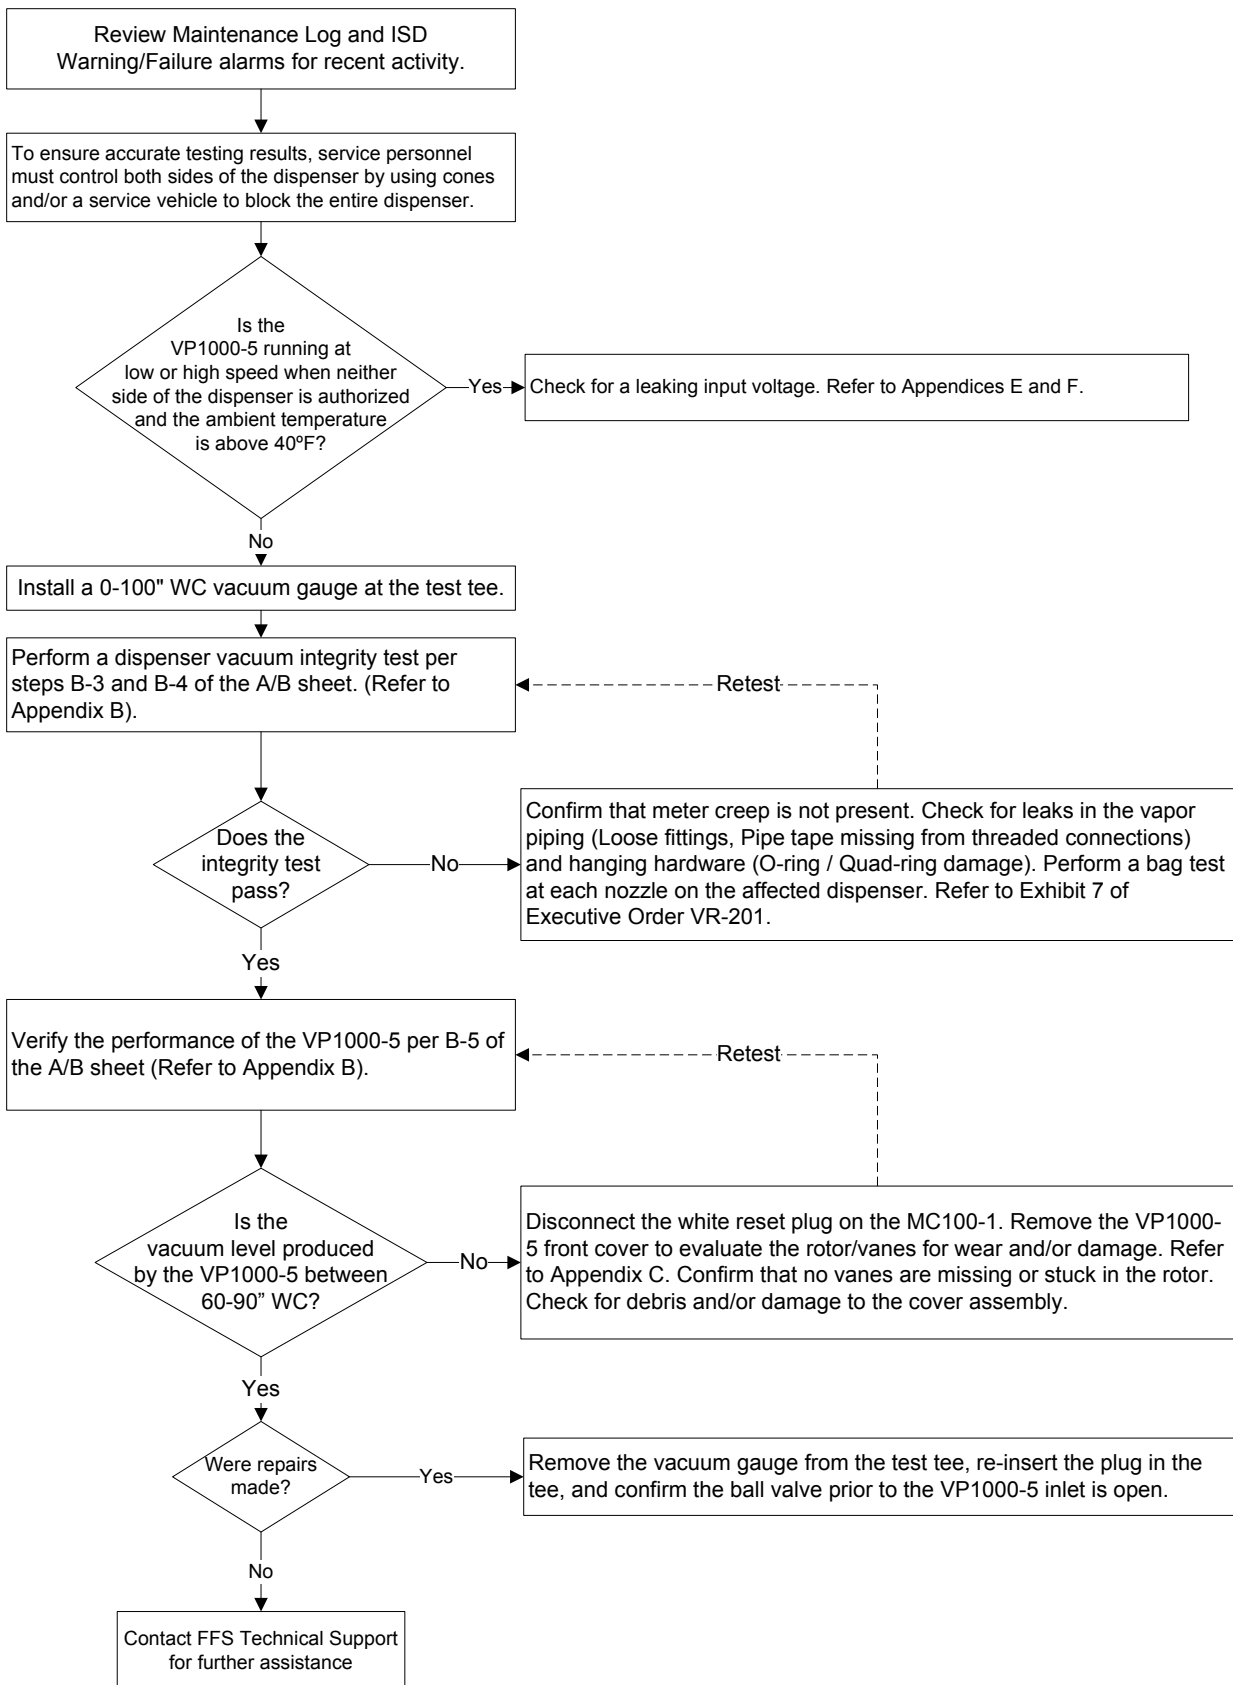 Review Maintenance Log and ISD
Warning/Failure alarms for recent activity.
To ensure accurate testing results, service personnel
must control both sides of the dispenser by using cones
and/or a service vehicle to block the entire dispenser.
Is the
VP1000-5 running at
low or high speed when neither
side of the dispenser is authorized
and the ambient temperature
is above 40ºF?
Yes
Check for a leaking input voltage. Refer to Appendices E and F.
No
Install a 0-100" WC vacuum gauge at the test tee.
Perform a dispenser vacuum integrity test per
steps B-3 and B-4 of the A/B sheet. (Refer to
Appendix B).
Retest
Does the
integrity test
pass?
No
Confirm that meter creep is not present. Check for leaks in the vapor
piping (Loose fittings, Pipe tape missing from threaded connections)
and hanging hardware (O-ring / Quad-ring damage). Perform a bag test
at each nozzle on the affected dispenser. Refer to Exhibit 7 of
Executive Order VR-201.
Yes
Verify the performance of the VP1000-5 per B-5 of
the A/B sheet (Refer to Appendix B).
Retest
Is the
vacuum level produced
by the VP1000-5 between
60-90” WC?
No
Disconnect the white reset plug on the MC100-1. Remove the VP1000-
5 front cover to evaluate the rotor/vanes for wear and/or damage. Refer
to Appendix C. Confirm that no vanes are missing or stuck in the rotor.
Check for debris and/or damage to the cover assembly.
Yes
Were repairs
made?
Yes
Remove the vacuum gauge from the test tee, re-insert the plug in the
tee, and confirm the ball valve prior to the VP1000-5 inlet is open.
No
Contact FFS Technical Support
for further assistance